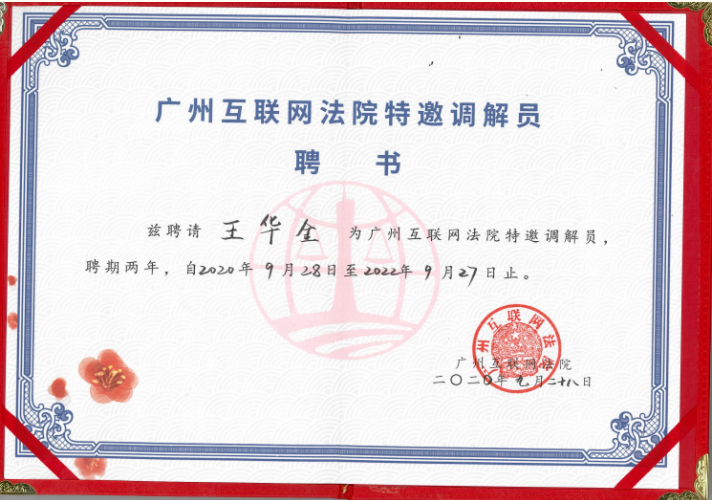 广州互联网法院特邀调解员
聘 书
兹聘请 王华金 为广州互联网法院特邀调解员，
聘期两年，自2020年9月28日至2022年9月27日止。
广州互联网法院
广州互联网法院
二〇二〇年九月二十八日